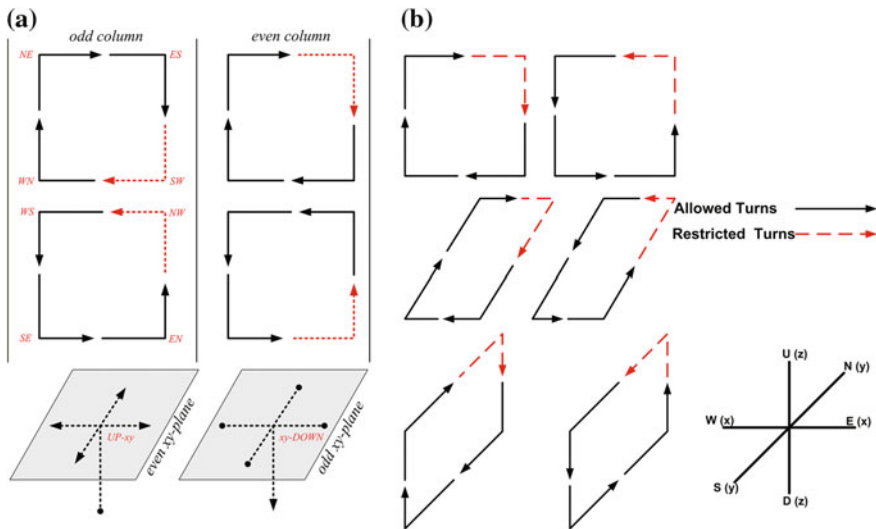 (a)
odd column
even column
NE
ES
WN
SW
WS
NW
SE
EN
UP-xy
even xy-plane
xy-DOWN
odd xy-plane
(b)
Allowed Turns
Restricted Turns
U (z)
N (y)
W (x)
E (x)
S (y)
D (z)